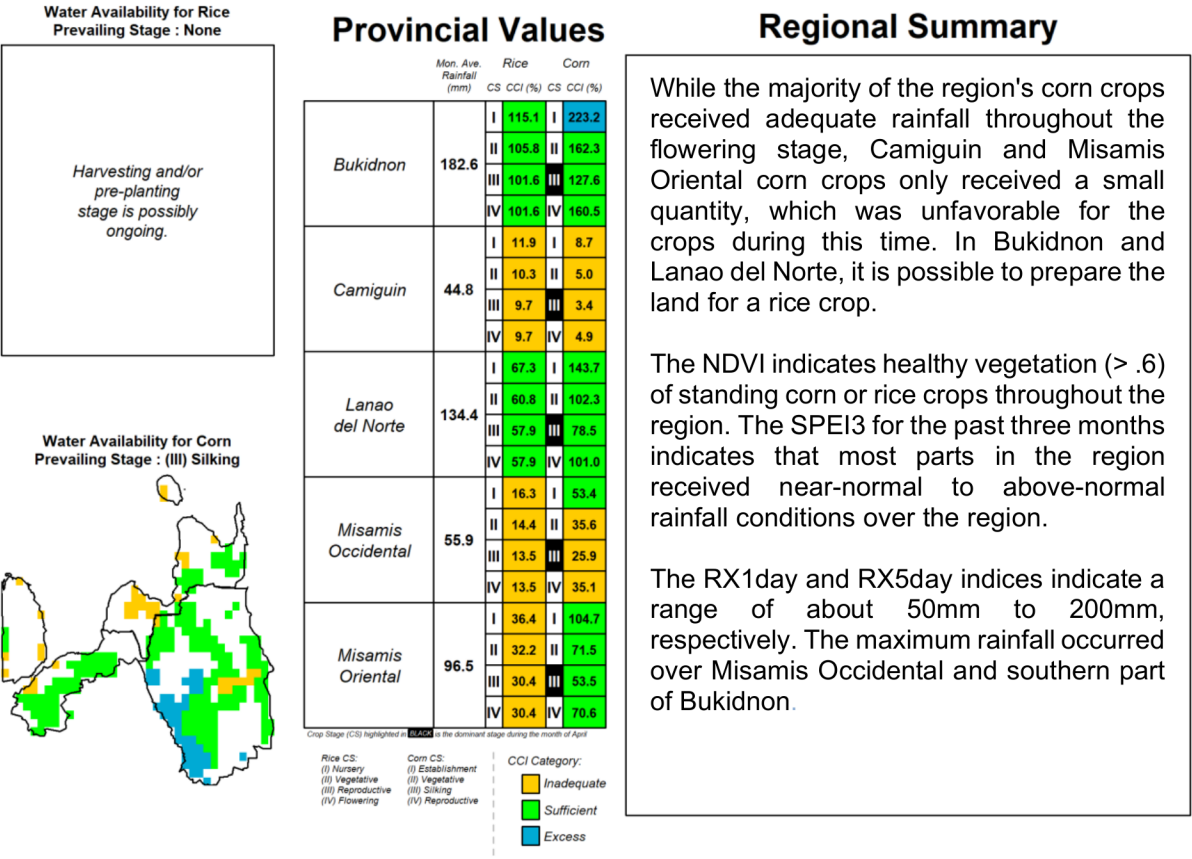 Water Availability for Rice
Prevailing Stage : None
Harvesting and/or
pre-planting
stage is possibly
ongoing.
Water Availability for Corn
Prevailing Stage : (III) Silking
Provincial Values
Mon. Ave.
Rainfall
(mm)
Rice
Corn
CS CCI (%) CS CCI (%)
Bukidnon
182.6
I 115.1 I 223.2
II 105.8 II 162.3
III 101.6 III 127.6
IV 101.6 IV 160.5
Camiguin
44.8
I 11.9 I 8.7
II 10.3 II 5.0
III 9.7 III 3.4
IV 9.7 IV 4.9
Lanao
del Norte
134.4
I 67.3 I 143.7
II 60.8 II 102.3
III 57.9 III 78.5
IV 57.9 IV 101.0
Misamis
Occidental
55.9
I 16.3 I 53.4
II 14.4 II 35.6
III 13.5 III 25.9
IV 13.5 IV 35.1
Misamis
Oriental
96.5
I 36.4 I 104.7
II 32.2 II 71.5
III 30.4 III 53.5
IV 30.4 IV 70.6
Crop Stage (CS) highlighted in BLACK is the dominant stage during the month of April
Rice CS:
(I) Nursery
(II) Vegetative
(III) Reproductive
(IV) Flowering
Corn CS:
(I) Establishment
(II) Vegetative
(III) Silking
(IV) Reproductive
CCI Category:
Inadequate
Sufficient
Excess
Regional Summary
While the majority of the region's corn crops
received adequate rainfall throughout the
flowering stage, Camiguin and Misamis
Oriental corn crops only received a small
quantity, which was unfavorable for the
crops during this time. In Bukidnon and
Lanao del Norte, it is possible to prepare the
land for a rice crop.
The NDVI indicates healthy vegetation (> .6)
of standing corn or rice crops throughout the
region. The SPEI3 for the past three months
indicates that most parts in the region
received near-normal to above-normal
rainfall conditions over the region.
The RX1day and RX5day indices indicate a
range of about 50mm to 200mm,
respectively. The maximum rainfall occurred
over Misamis Occidental and southern part
of Bukidnon.